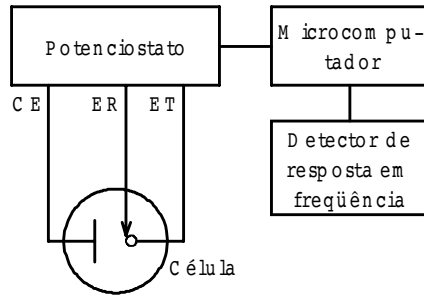 Potenciostato
Microcompu-
tador
CE ER ET
Detector de
resposta em
freqüência
Célula